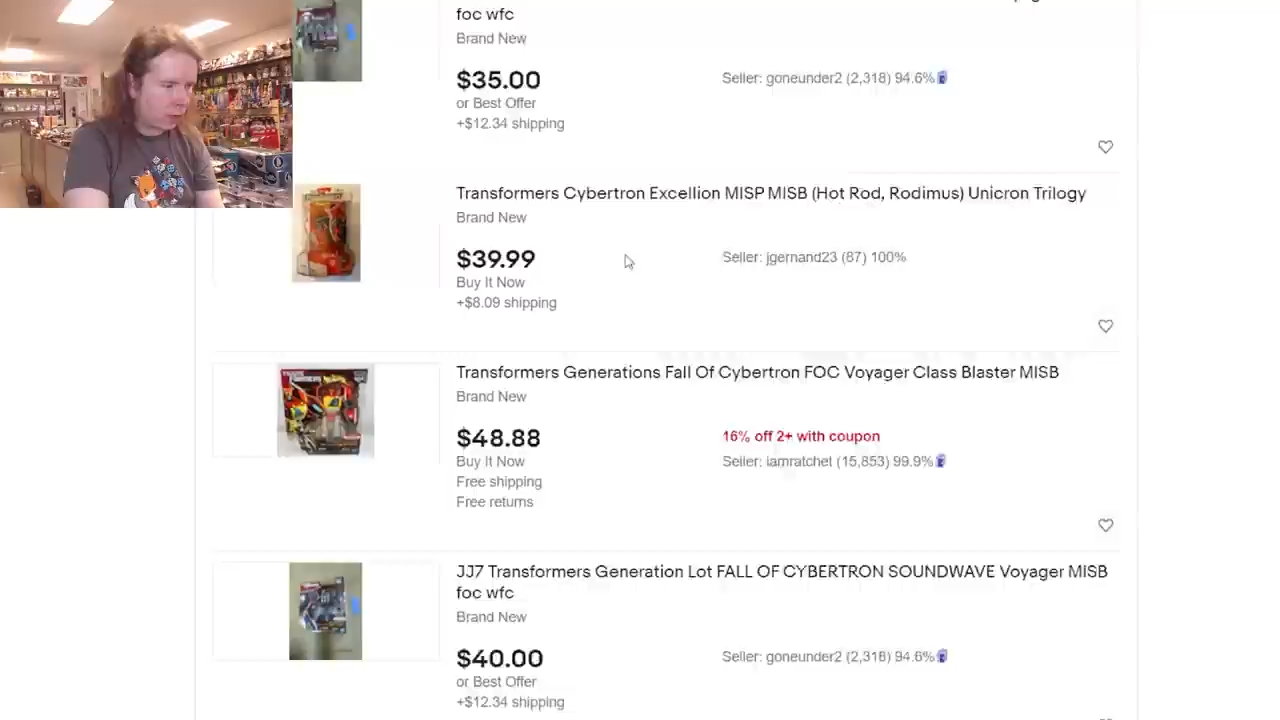 foc wfc
Brand New
$35.00
Seller: goneunder2 (2,318) 94.6%
or Best Offer
+$12.34 shipping
Transformers Cybertron Excellion MISP MISB (Hot Rod, Rodimus) Unicron Trilogy
Brand New
$39.99
Seller: jgernand23 (87) 100%
Buy It Now
+$8.09 shipping
Transformers Generations Fall Of Cybertron FOC Voyager Class Blaster MISB
Brand New
$48.88
16% off 2+ with coupon
Buy It Now
Seller: iamratchet (15,853) 99.9%
Free shipping
Free returns
JJ7 Transformers Generation Lot FALL OF CYBERTRON SOUNDWAVE Voyager MISB
foc wfc
Brand New
$40.00
Seller: goneunder2 (2,318) 94.6%
or Best Offer
+$12.34 shipping